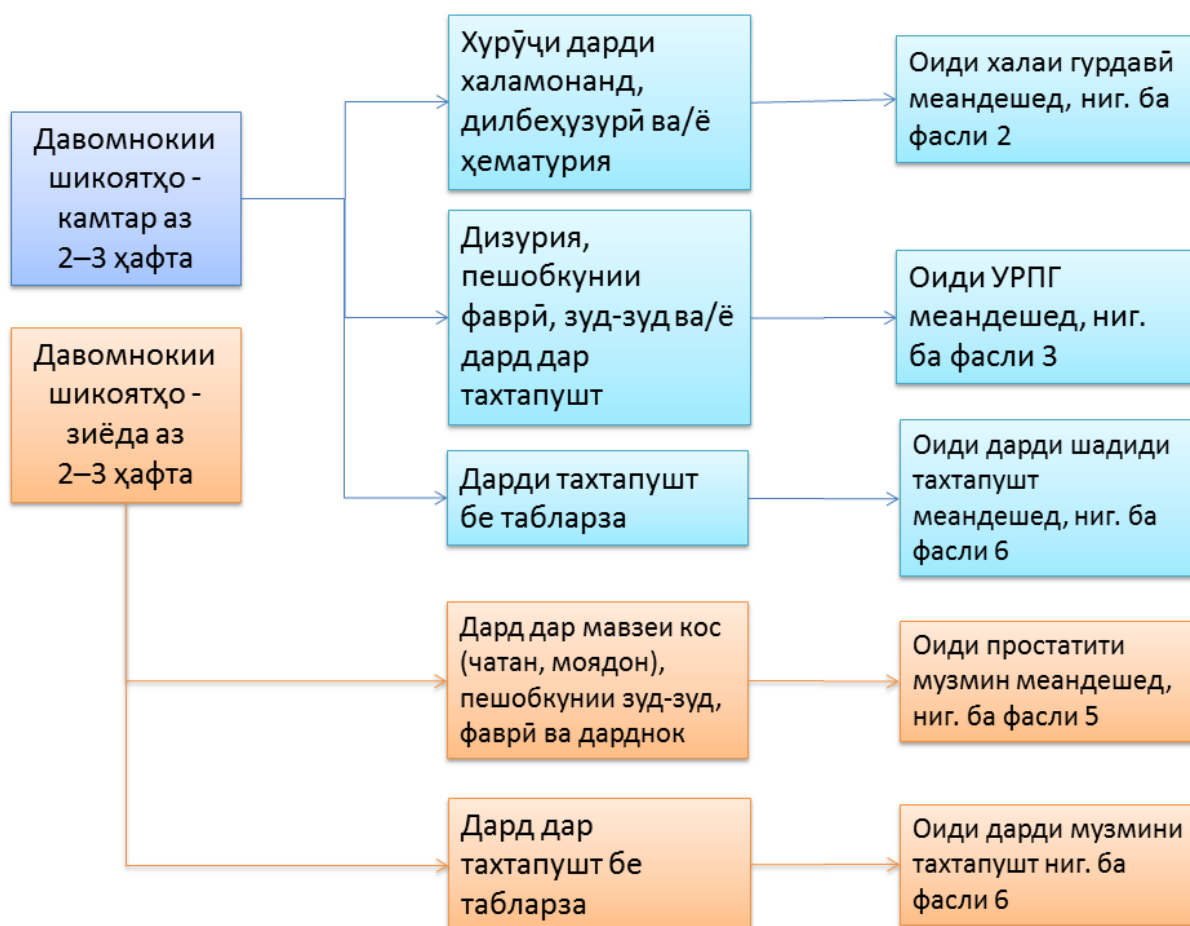 Давомнокии
шикоятҳо -
камтар аз
2–3 ҳафта
Хурӯҷи дарди
халамонанд,
дилбеҳузурӣ ва/ё
ҳематурия
Оиди халаи гурдавӣ
меандешед, ниг. ба
фасли 2
Дизурия,
пешобкунии
фаврӣ, зуд-зуд ва/ё
дард дар
тахтапушт
Оиди УРПГ
меандешед, ниг.
ба фасли 3
Дарди тахтапушт
бе табларза
Оиди дарди шадиди
тахтапушт
меандешед, ниг. ба
фасли 6
Давомнокии
шикоятҳо -
зиёда аз
2–3 ҳафта
Дард дар мавзеи кос
(чатан, моядон),
пешобкунии зуд-зуд,
фаврӣ ва дарднок
Оиди простатити
музмин меандешед,
ниг. ба фасли 5
Дард дар
тахтапушт бе
табларза
Оиди дарди музмини
тахтапушт ниг. ба
фасли 6